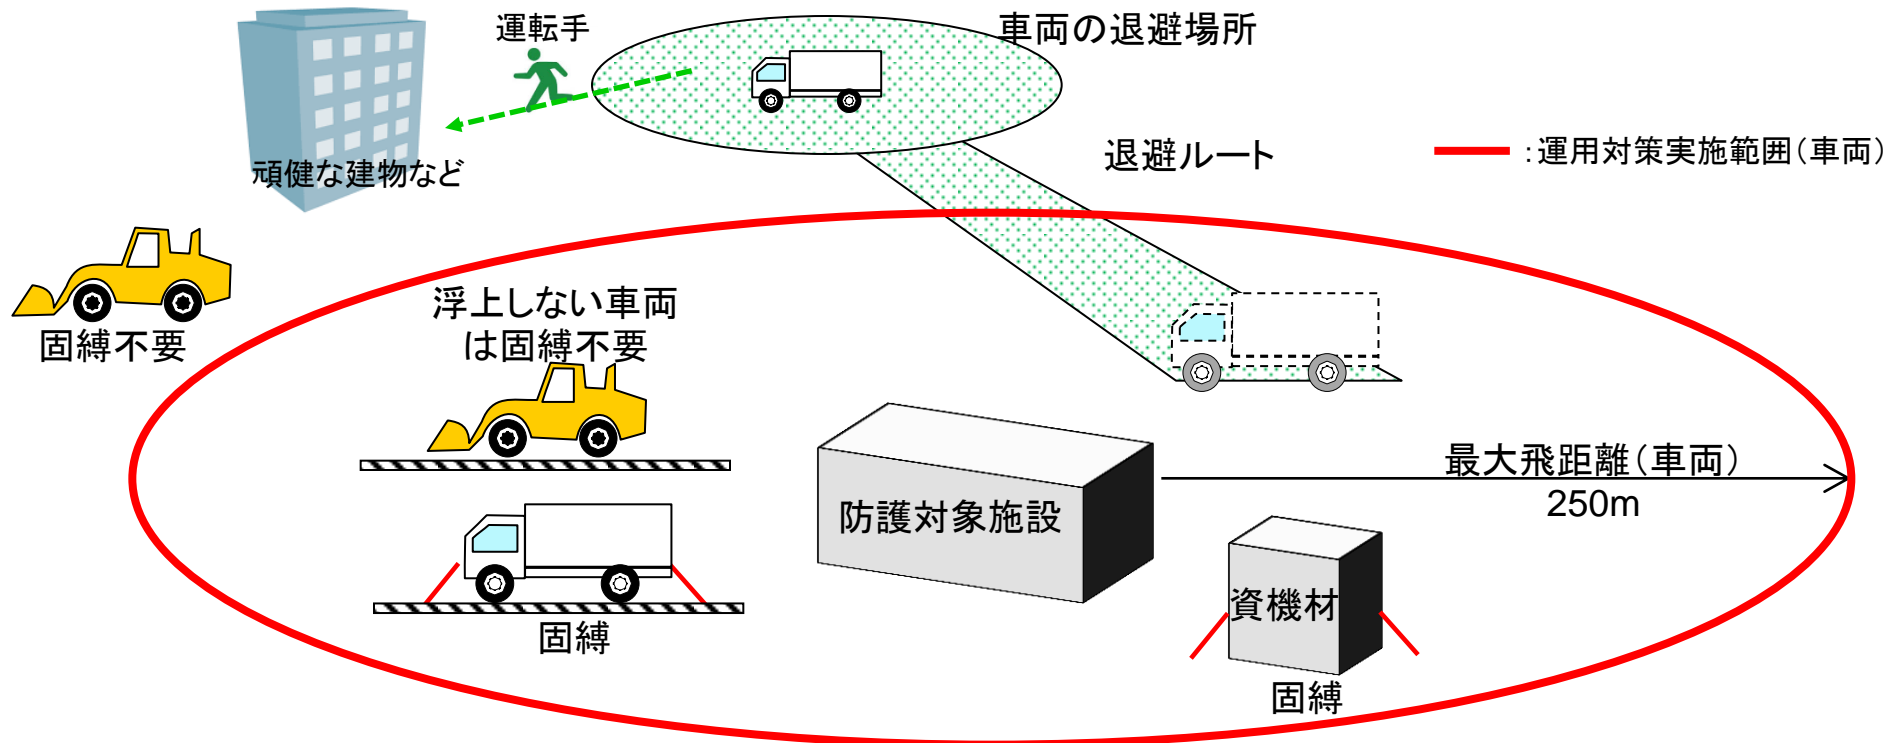 運転手
車両の退避場所
頑健な建物など
退避ルート
:運用対策実施範囲(車両)
固縛不要
浮上しない車両
は固縛不要
最大飛距離(車両)
250m
防護対象施設
資機材
固縛
固縛